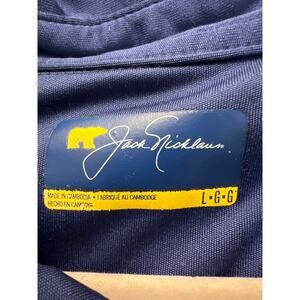 Jack Nicklaus
MADE IN CAMBODIA • FABRIQUÉ AU CAMBODGE
HECHO EN CAMBOYA
L•G•G